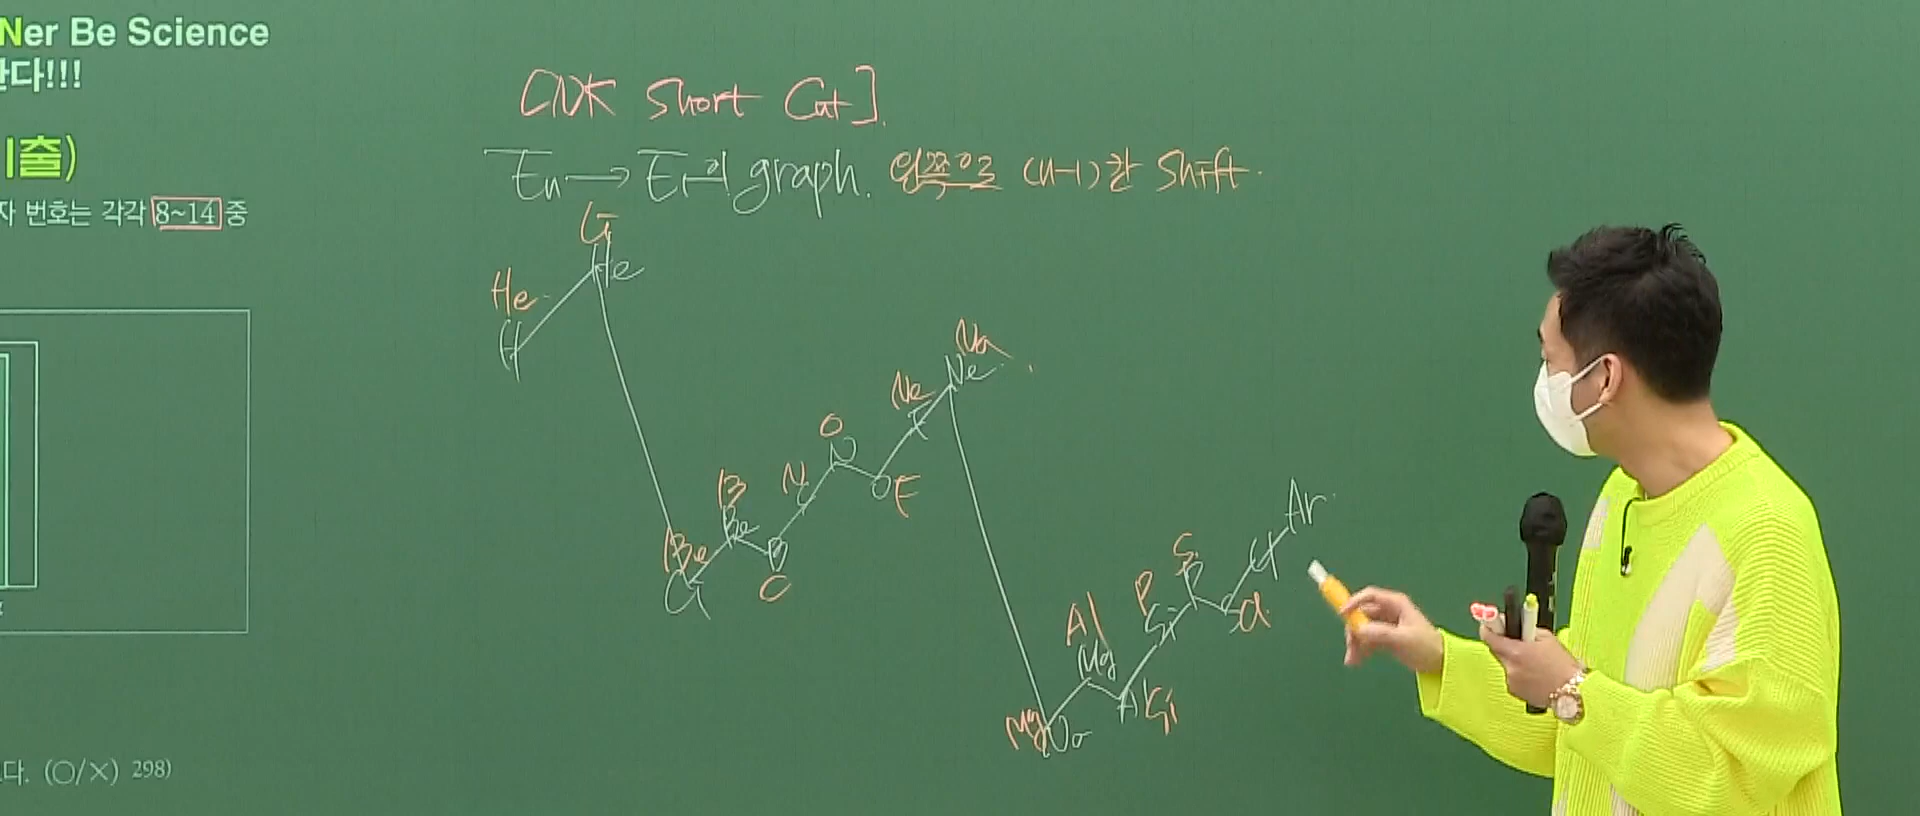 Ner Be Science
다!!!
기출)
자 번호는 각각 8~14 중
다. (○/×) 298)
[NK Short Cut].
En → E₁의 graph. 왼쪽으로 (n-1)칸 Shift.
Li
He
He
H
Na
Ne
Ne
F
O
N
O
F
N
C
B
Be
B
C
Be
Li
Ar
Cl
S
P
S
Cl
P
Si
Al
Mg
Al
Si
Mg
Na